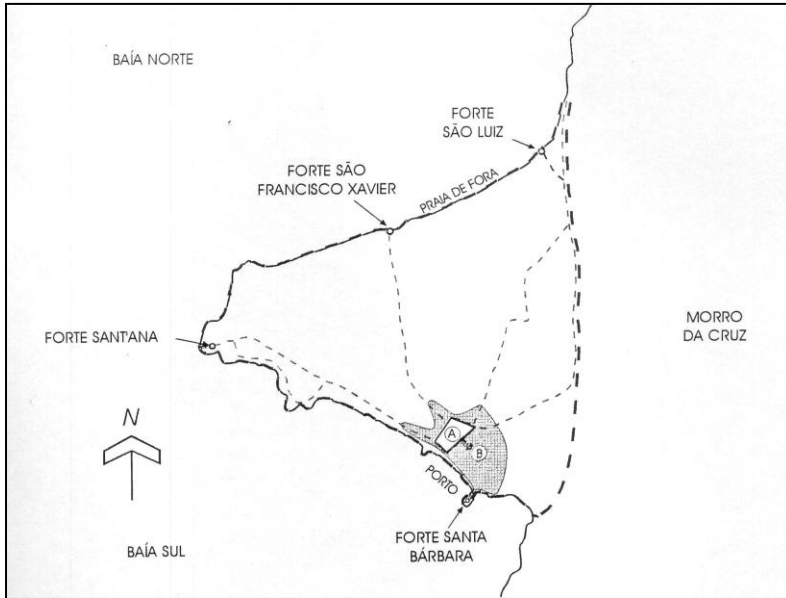 BAÍA NORTE
FORTE
SÃO LUIZ
FORTE SÃO
FRANCISCO XAVIER
PRAIA DE FORA
FORTE SANT'ANA
MORRO
DA CRUZ
N
A
B
PORTO
FORTE SANTA
BÁRBARA
BAÍA SUL